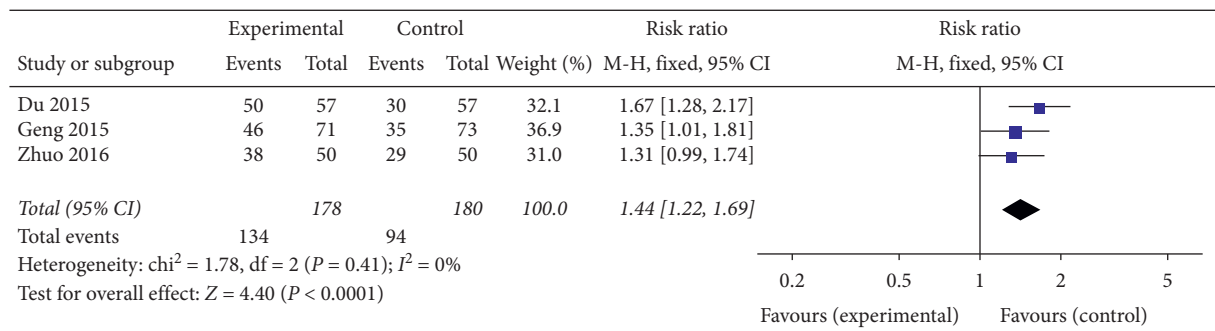 Experimental Control Risk ratio Risk ratio
Study or subgroup Events Total Events Total Weight (%) M-H, fixed, 95% CI M-H, fixed, 95% CI
Du 2015 50 57 30 57 32.1 1.67 [1.28, 2.17]
Geng 2015 46 71 35 73 36.9 1.35 [1.01, 1.81]
Zhuo 2016 38 50 29 50 31.0 1.31 [0.99, 1.74]
Total (95% CI) 178 180 100.0 1.44 [1.22, 1.69]
Total events 134 94
Heterogeneity: chi² = 1.78, df = 2 (P = 0.41); I² = 0%
Test for overall effect: Z = 4.40 (P < 0.0001)
0.2 0.5 1 2 5
Favours (experimental) Favours (control)